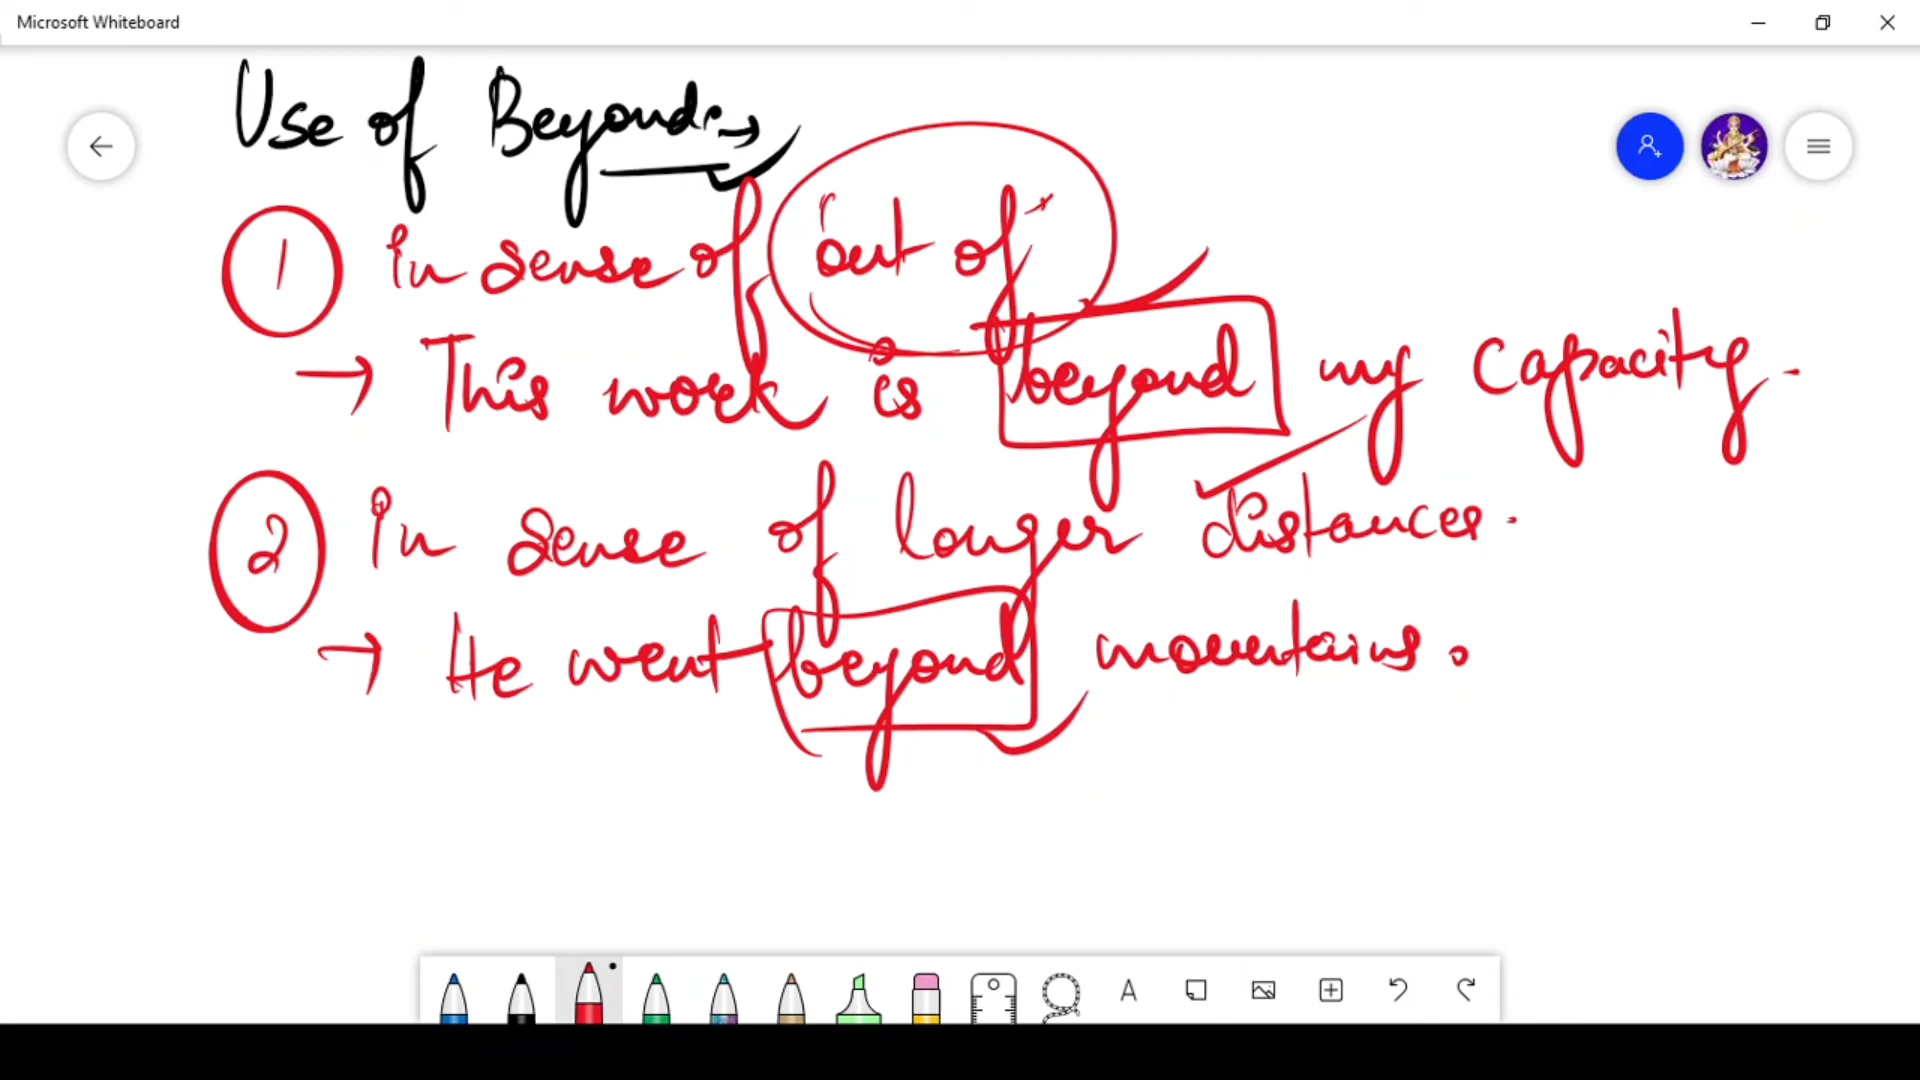 Microsoft Whiteboard
Use of Beyond:→
1 In sense of "out of"
→ This work is beyond my capacity.
2 In sense of longer distances.
→ He went beyond mountains.
A